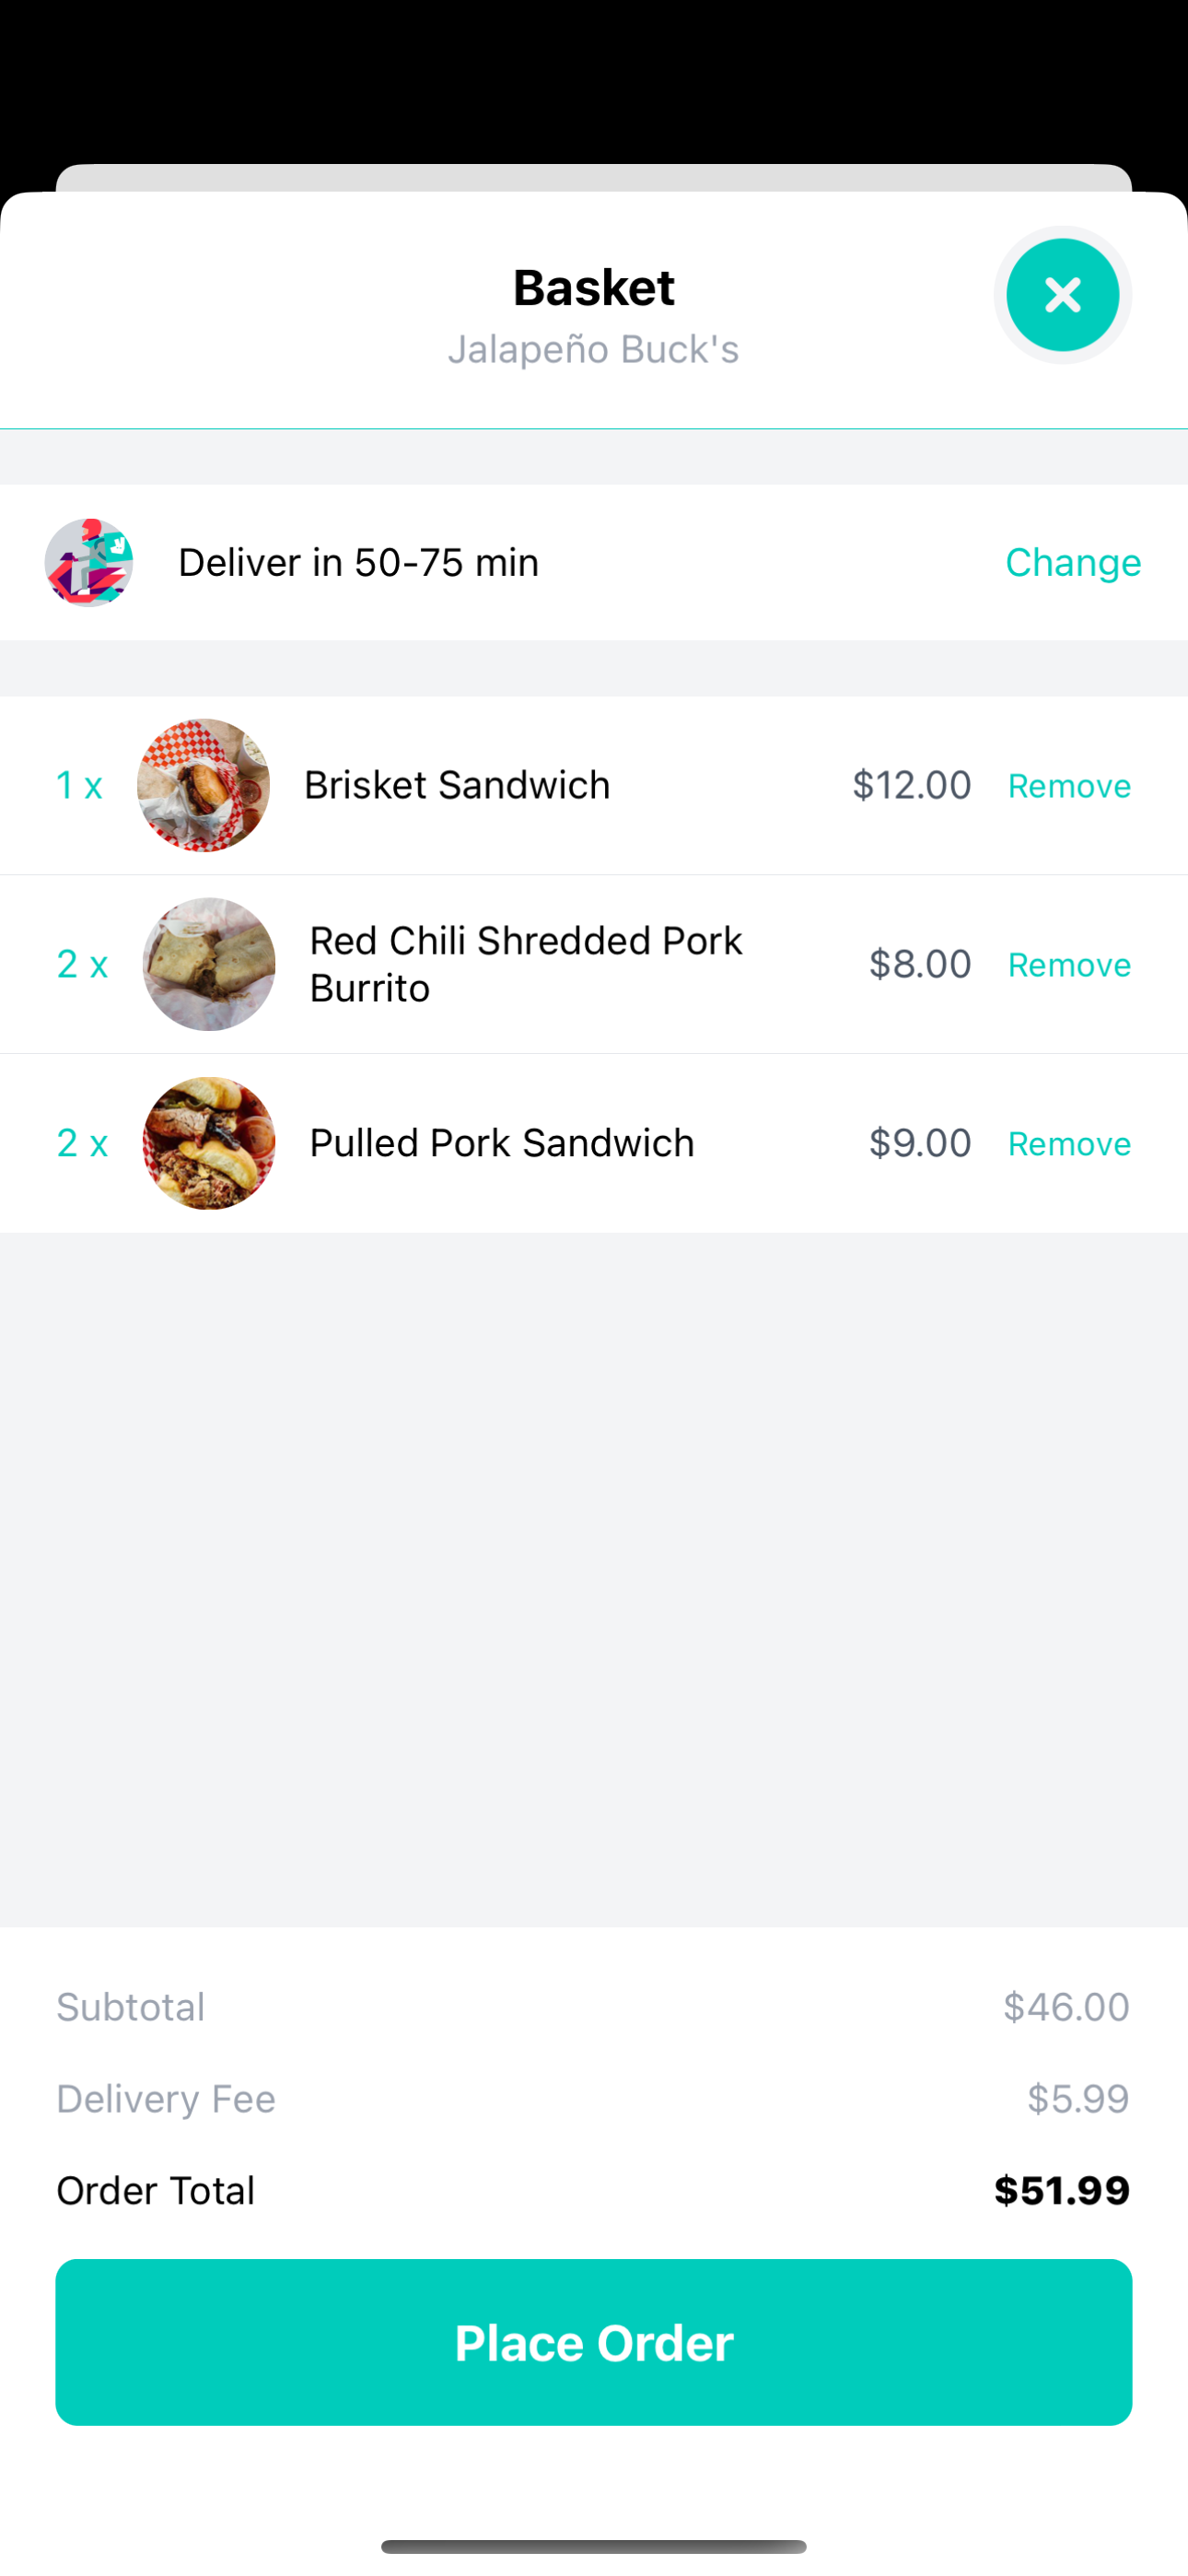 Basket
Jalapeño Buck's
Deliver in 50-75 min
Change
1 x
Brisket Sandwich
$12.00
Remove
2 x
Red Chili Shredded Pork
Burrito
$8.00
Remove
2 x
Pulled Pork Sandwich
$9.00
Remove
Subtotal
$46.00
Delivery Fee
$5.99
Order Total
$51.99
Place Order